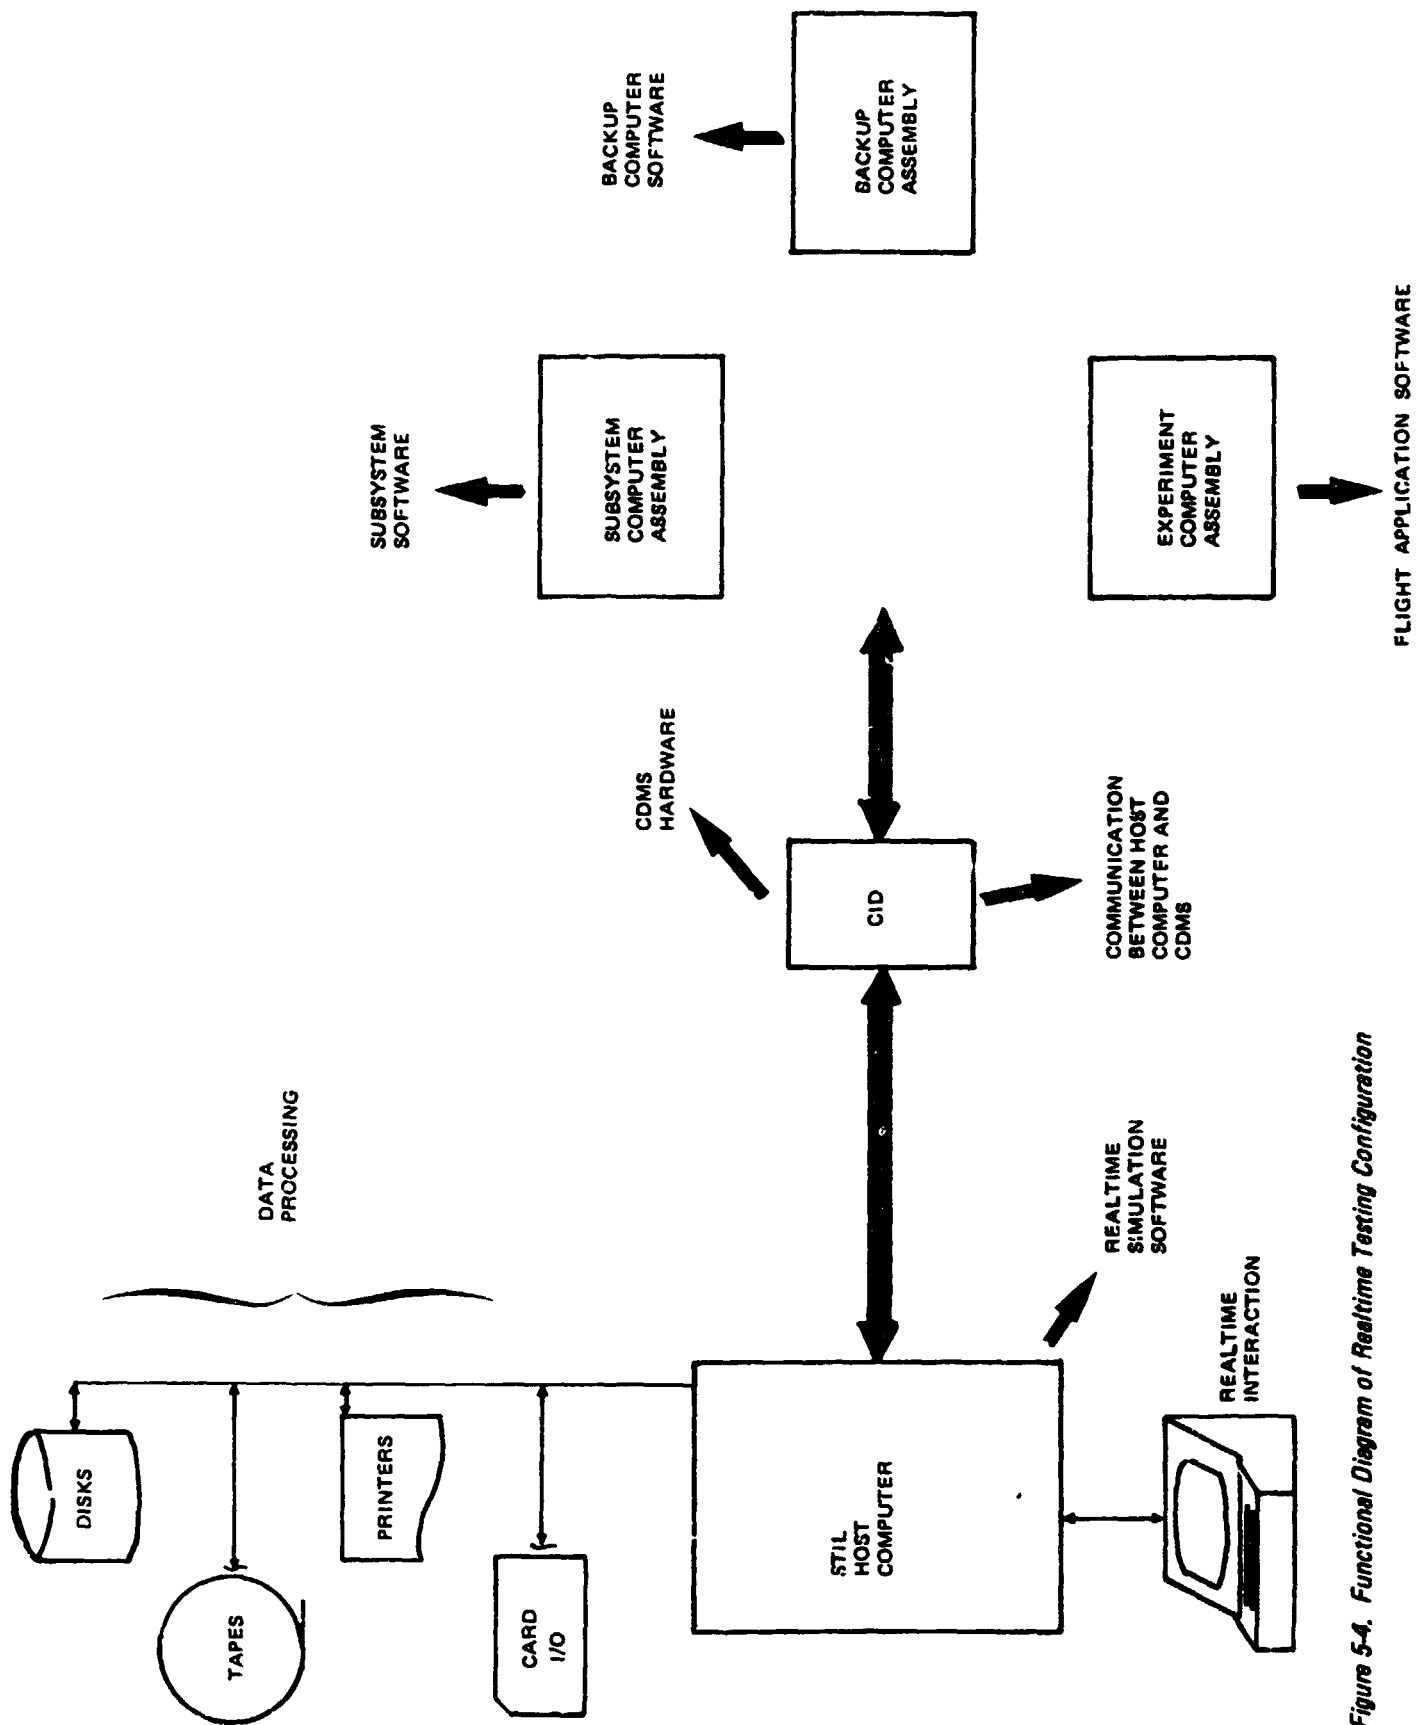 DISKS
TAPES
PRINTERS
CARD
I/O
DATA
PROCESSING
STIL
HOST
COMPUTER
REALTIME
SIMULATION
SOFTWARE
REALTIME
INTERACTION
CID
CDMS
HARDWARE
COMMUNICATION
BETWEEN HOST
COMPUTER AND
CDMS
SUBSYSTEM
SOFTWARE
SUBSYSTEM
COMPUTER
ASSEMBLY
BACKUP
COMPUTER
SOFTWARE
BACKUP
COMPUTER
ASSEMBLY
EXPERIMENT
COMPUTER
ASSEMBLY
FLIGHT APPLICATION SOFTWARE
Figure 5-4. Functional Diagram of Realtime Testing Configuration